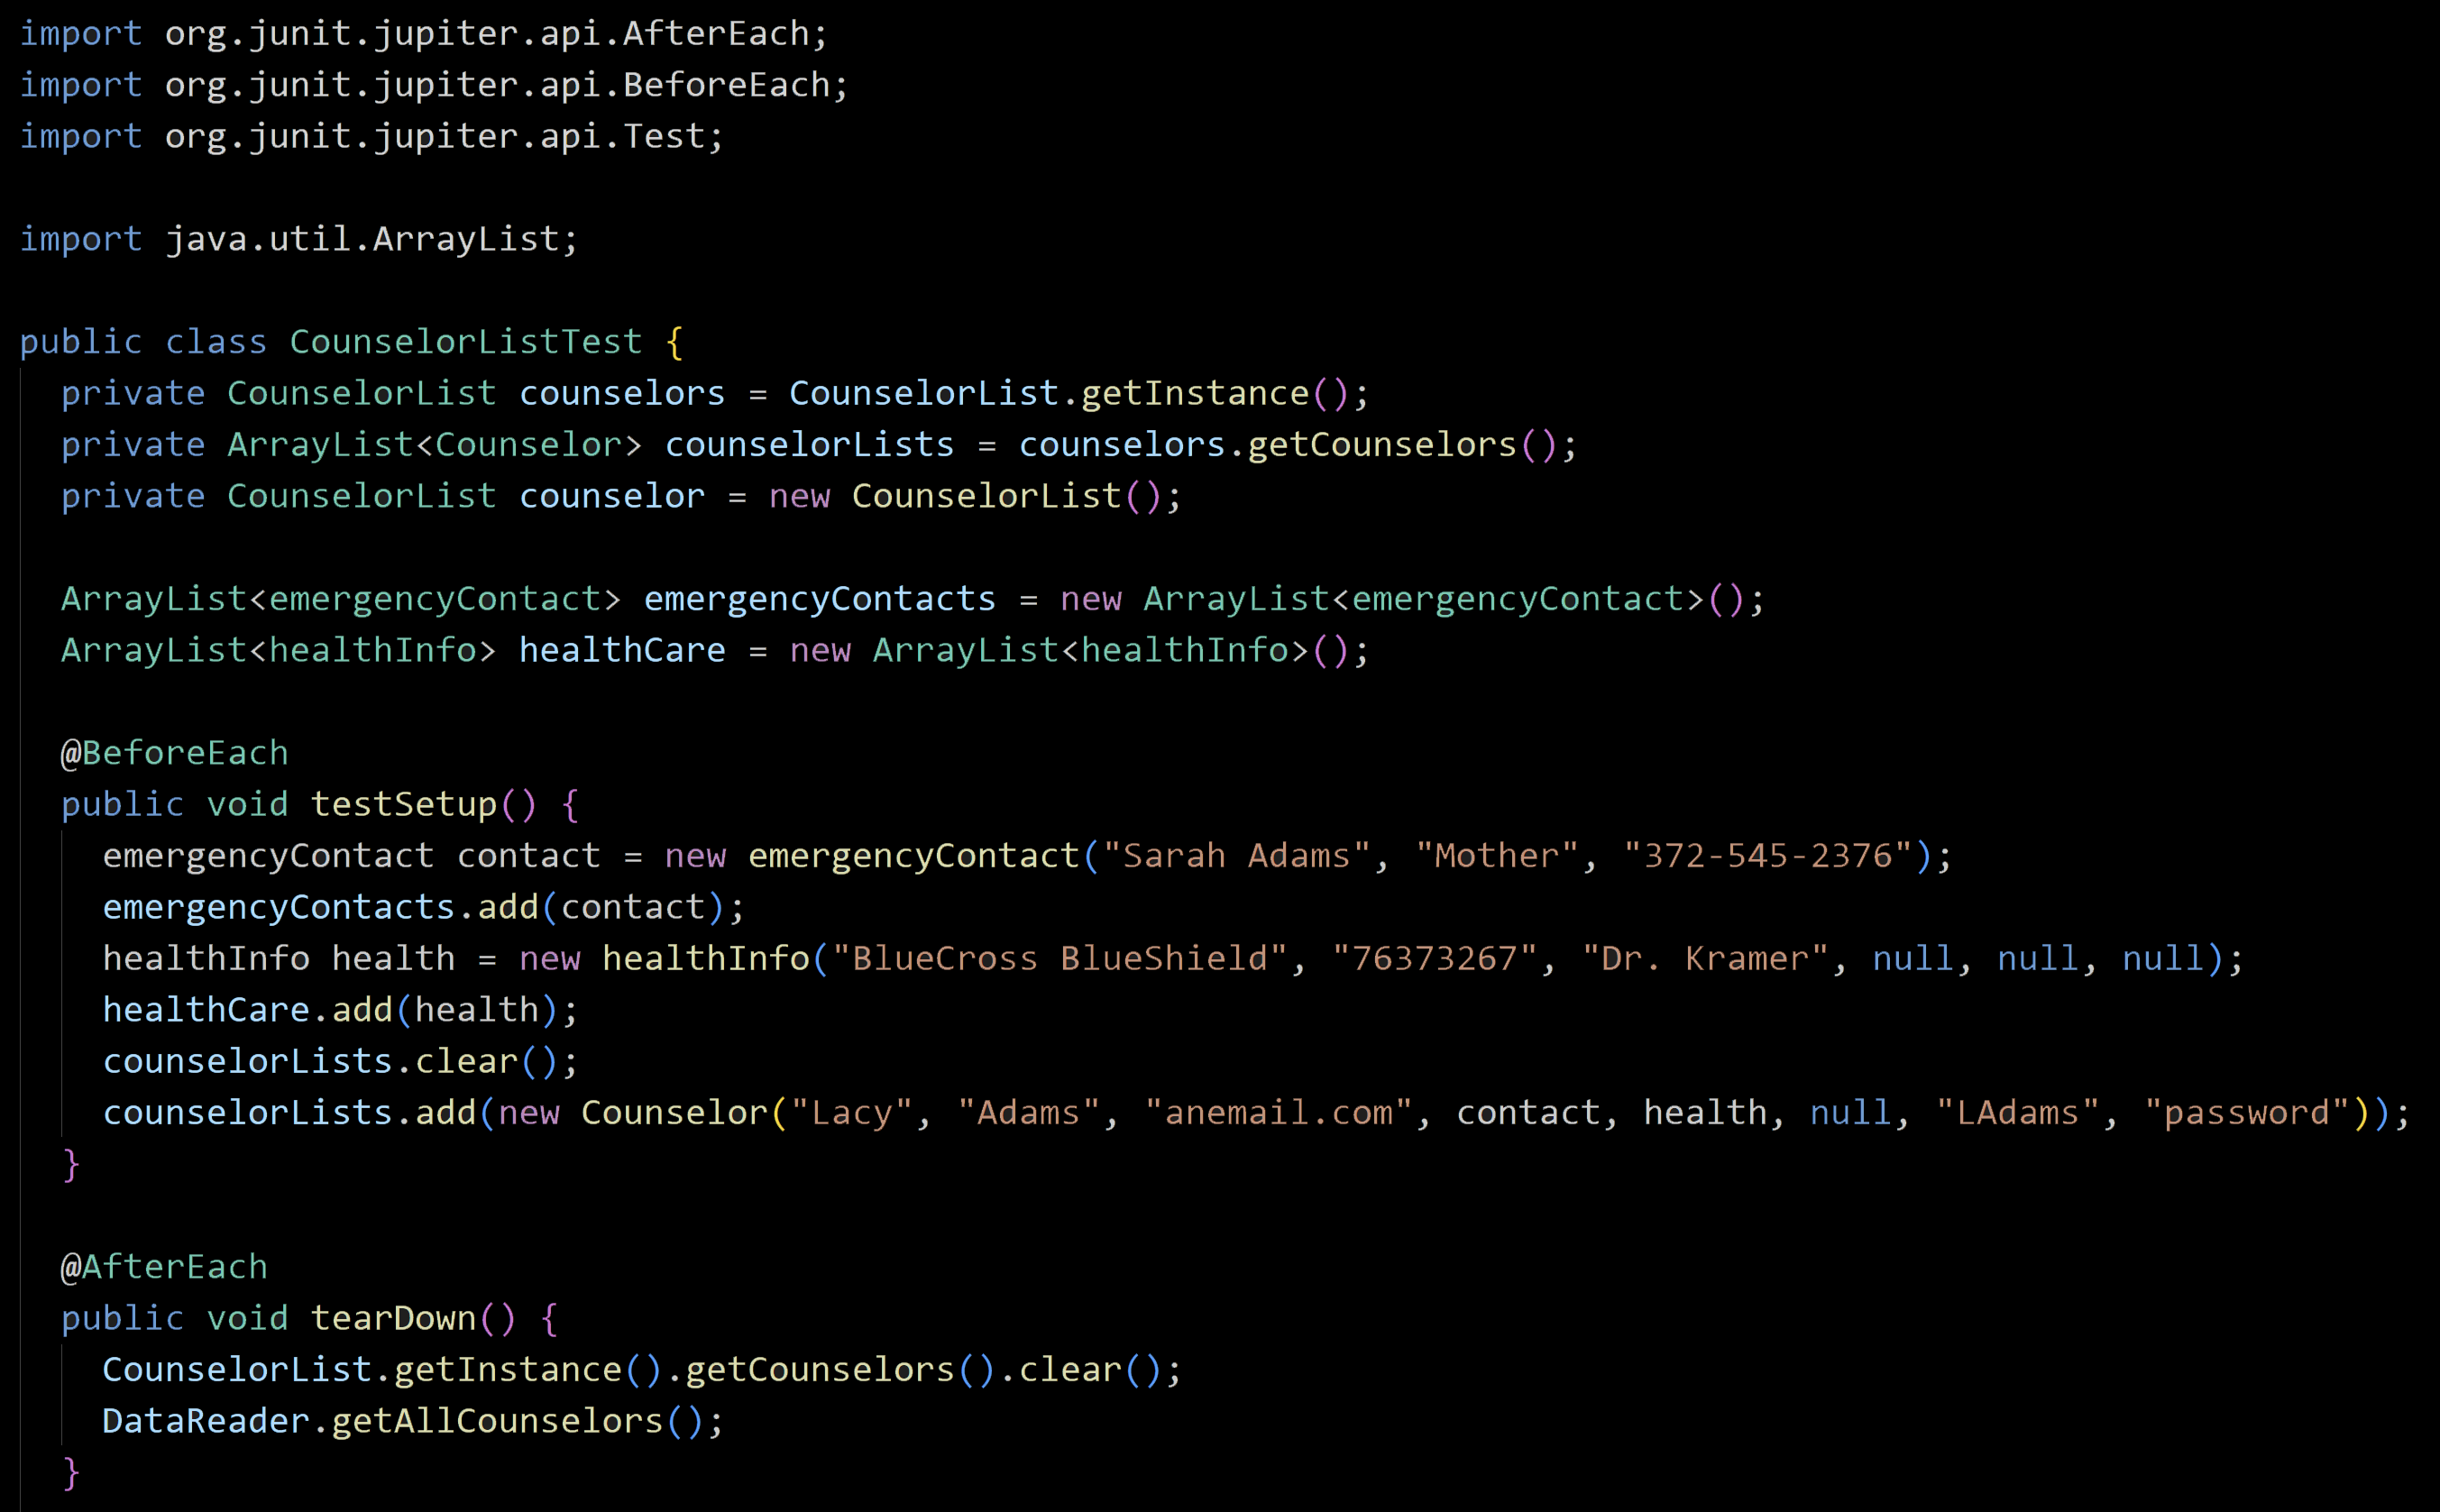 import org.junit.jupiter.api.AfterEach;
import org.junit.jupiter.api.BeforeEach;
import org.junit.jupiter.api.Test;

import java.util.ArrayList;

public class CounselorListTest {
  private CounselorList counselors = CounselorList.getInstance();
  private ArrayList<Counselor> counselorLists = counselors.getCounselors();
  private CounselorList counselor = new CounselorList();

  ArrayList<emergencyContact> emergencyContacts = new ArrayList<emergencyContact>();
  ArrayList<healthInfo> healthCare = new ArrayList<healthInfo>();

  @BeforeEach
  public void testSetup() {
    emergencyContact contact = new emergencyContact("Sarah Adams", "Mother", "372-545-2376");
    emergencyContacts.add(contact);
    healthInfo health = new healthInfo("BlueCross BlueShield", "76373267", "Dr. Kramer", null, null, null);
    healthCare.add(health);
    counselorLists.clear();
    counselorLists.add(new Counselor("Lacy", "Adams", "anemail.com", contact, health, null, "LAdams", "password"));
  }

  @AfterEach
  public void tearDown() {
    CounselorList.getInstance().getCounselors().clear();
    DataReader.getAllCounselors();
  }